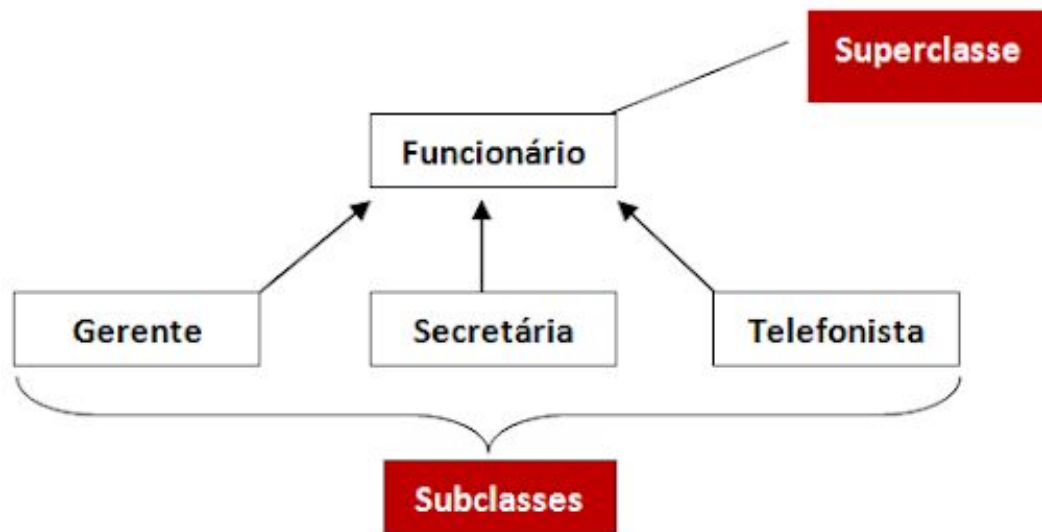 Superclasse
Funcionário
Gerente
Secretária
Telefonista
Subclasses